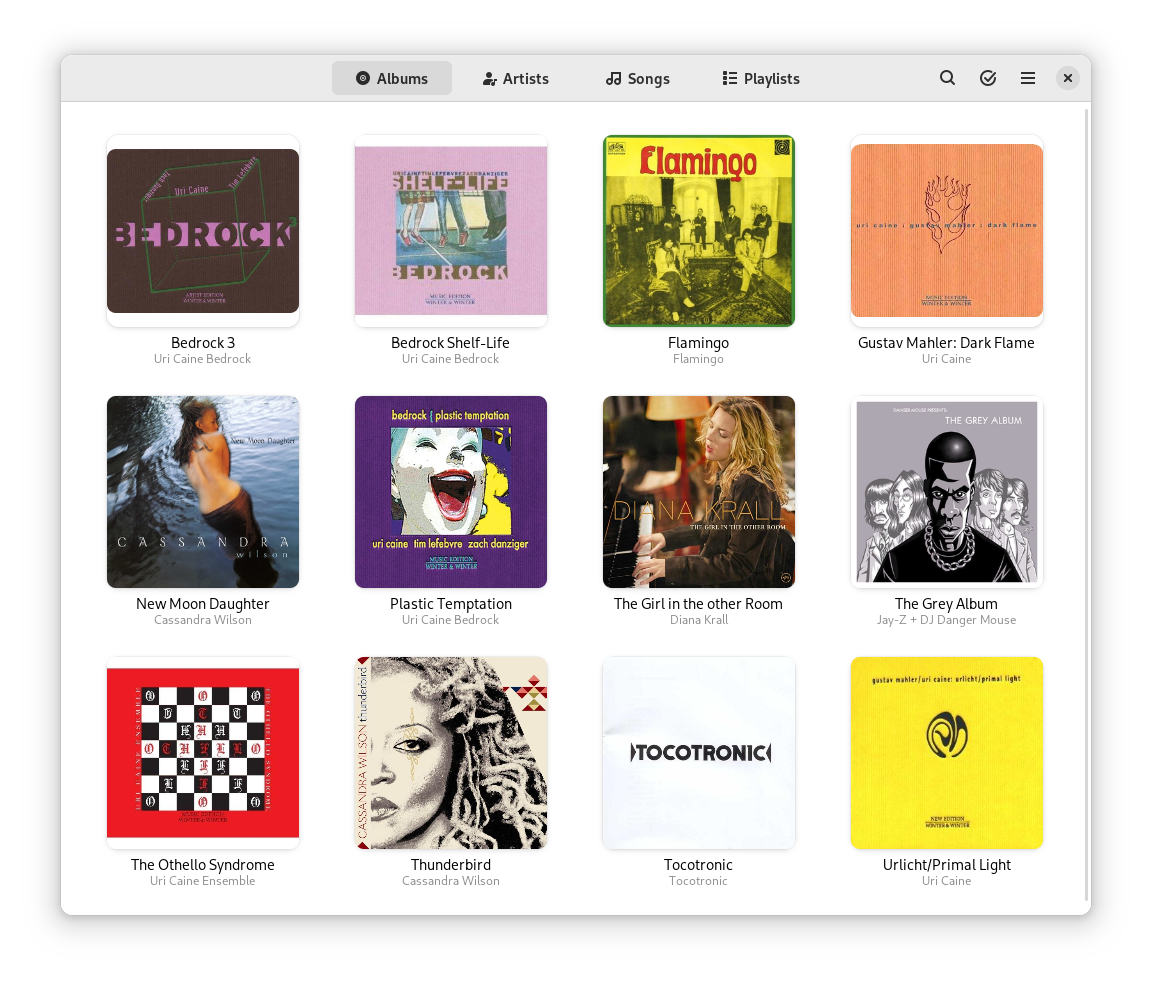 Albums
Artists
Songs
Playlists
Uri Caine
Tim Lefebvre
BEDROCK
3
ARTIST EDITION
WINTER & WINTER
Bedrock 3
Uri Caine Bedrock
URI CAINE TIM LEFEBVRE ZACH DANZIGER
SHELF-LIFE
BEDROCK
MUSIC EDITION
WINTER & WINTER
Bedrock Shelf-Life
Uri Caine Bedrock
Flamingo
Flamingo
Flamingo
uri caine : gustav mahler : dark flame
MUSIC EDITION
WINTER & WINTER
Gustav Mahler: Dark Flame
Uri Caine
New Moon Daughter
CASSANDRA
wilson
New Moon Daughter
Cassandra Wilson
bedrock { plastic temptation
uri caine tim lefebvre zach danziger
MUSIC EDITION
WINTER & WINTER
Plastic Temptation
Uri Caine Bedrock
DIANA KRALL
THE GIRL IN THE OTHER ROOM
The Girl in the other Room
Diana Krall
DANGER MOUSE PRESENTS:
THE GREY ALBUM
The Grey Album
Jay-Z + DJ Danger Mouse
URI CAINE ENSEMBLE
THE OTHELLO SYNDROME
O O O
T T T
H H H
O T H E L L O
L E L
L L L
O O O
MUSIC EDITION
WINTER & WINTER
The Othello Syndrome
Uri Caine Ensemble
CASSANDRA WILSON thunderbird
Thunderbird
Cassandra Wilson
TOCOTRONIC
Tocotronic
Tocotronic
gustav mahler/uri caine: urlicht/primal light
NEW EDITION
WINTER & WINTER
Urlicht/Primal Light
Uri Caine